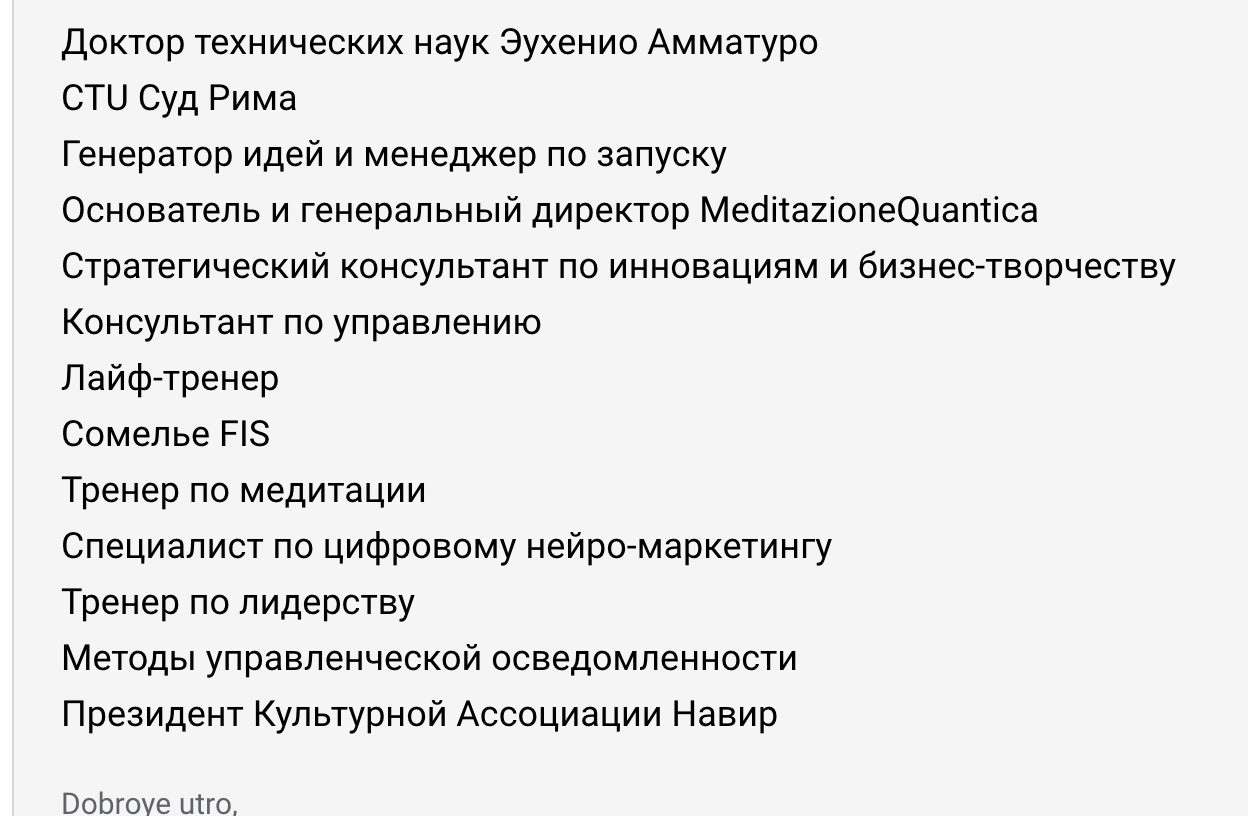 Доктор технических наук Эухенио Амматуро
CTU Суд Рима
Генератор идей и менеджер по запуску
Основатель и генеральный директор MeditazioneQuantica
Стратегический консультант по инновациям и бизнес-творчеству
Консультант по управлению
Лайф-тренер
Сомелье FIS
Тренер по медитации
Специалист по цифровому нейро-маркетингу
Тренер по лидерству
Методы управленческой осведомленности
Президент Культурной Ассоциации Навир
Dobroye utro,